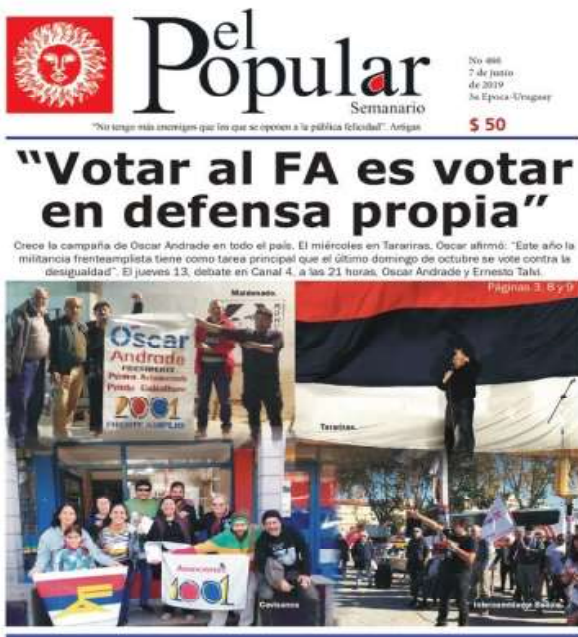 el
Popular
Semanario
No 466
7 de junio
de 2019
3a Epoca-Uruguay
"No tengo más enemigos que los que se oponen a la pública felicidad". Artigas
$ 50
"Votar al FA es votar
en defensa propia"
Crece la campaña de Oscar Andrade en todo el país. El miércoles en Tarariras, Oscar afirmó: "Este año la
militancia frenteamplista tiene como tarea principal que el último domingo de octubre se vote contra la
desigualdad". El jueves 13, debate en Canal 4, a las 21 horas, Oscar Andrade y Ernesto Talvi.
Páginas 3, 8 y 9
Maldonado.
Oscar
Andrade
PRESIDENTE
2001
FRENTE AMPLIO
Tarariras.
1001